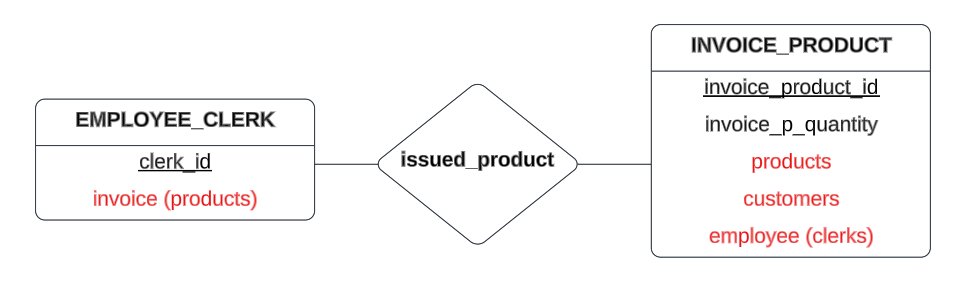 EMPLOYEE_CLERK
clerk_id
invoice (products)
issued_product
INVOICE_PRODUCT
invoice_product_id
invoice_p_quantity
products
customers
employee (clerks)